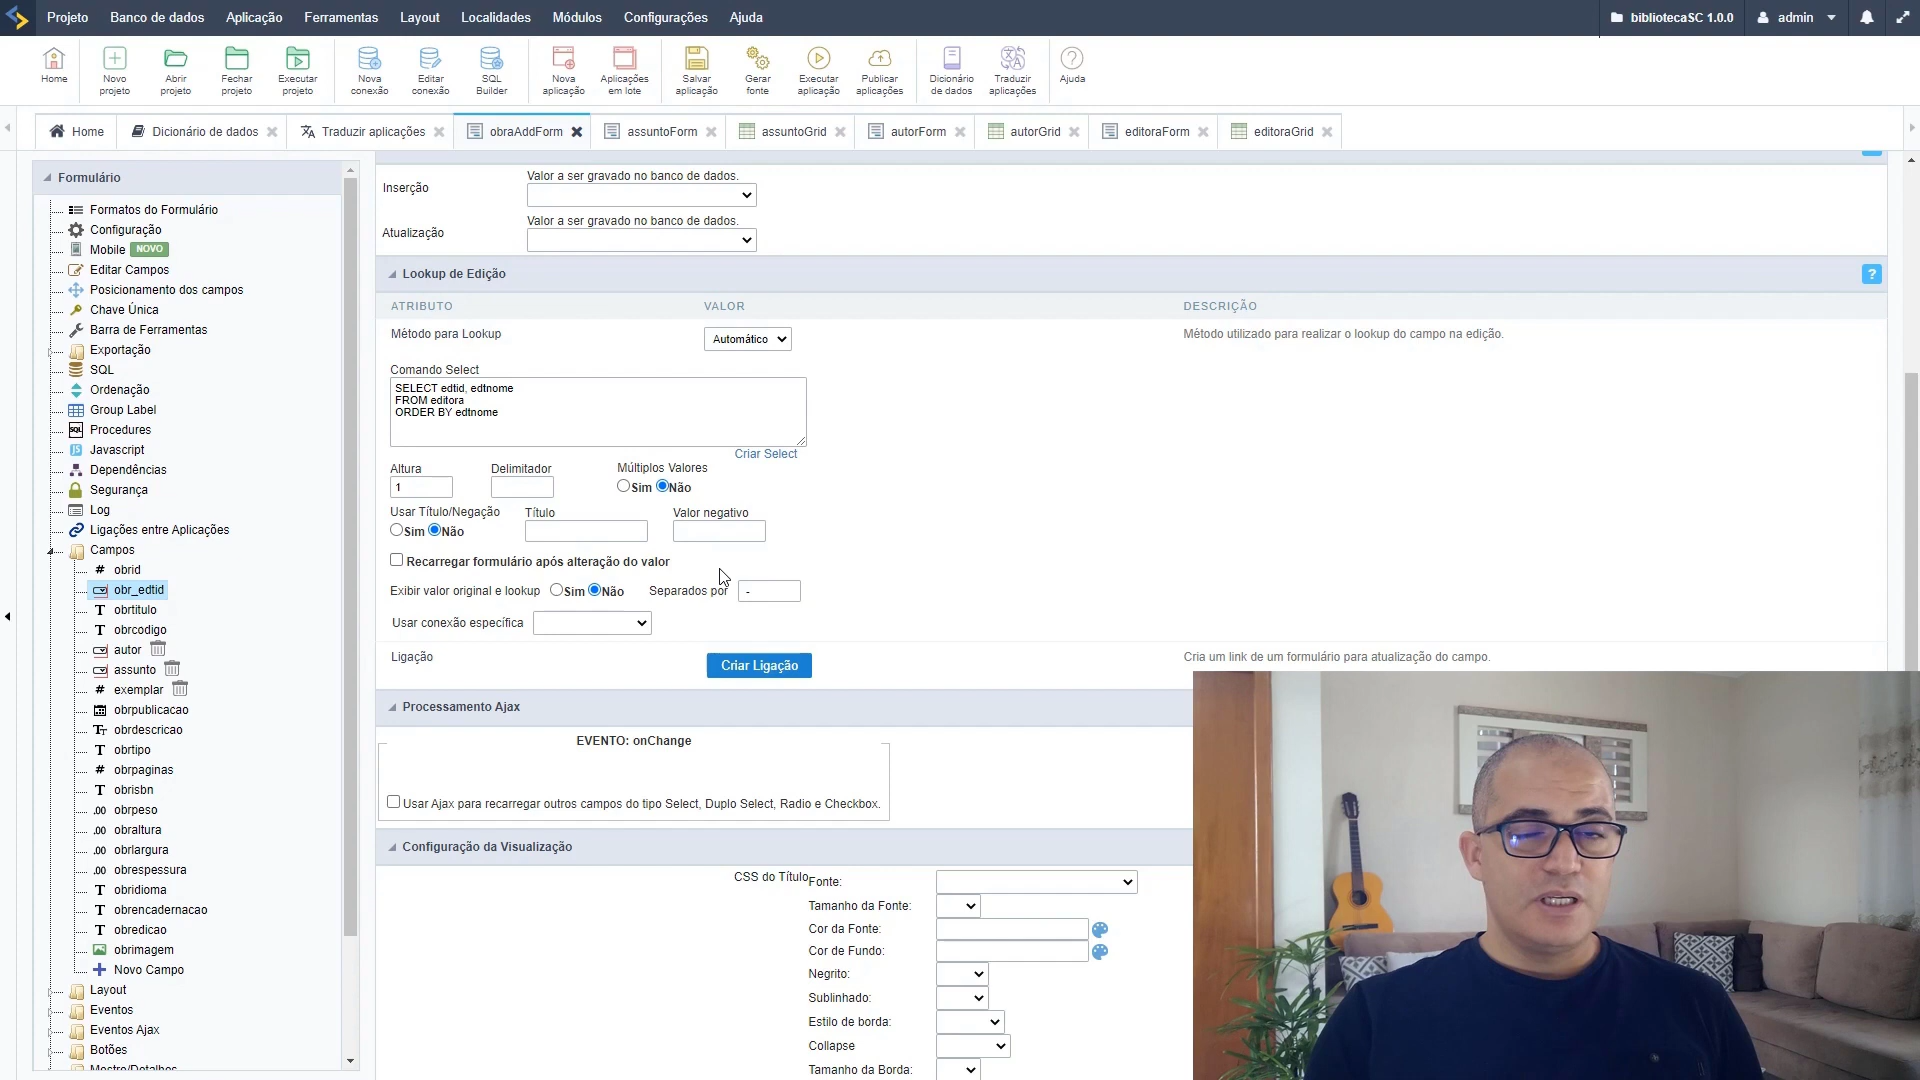 Projeto Banco de dados Aplicação Ferramentas Layout Localidades Módulos Configurações Ajuda bibliotecaSC 1.0.0 admin
Home
Novo projeto
Abrir projeto
Fechar projeto
Executar projeto
Nova conexão
Editar conexão
SQL Builder
Nova aplicação
Aplicações em lote
Salvar aplicação
Gerar fonte
Executar aplicação
Publicar aplicações
Dicionário de dados
Traduzir aplicações
Ajuda
Home Dicionário de dados Traduzir aplicações obraAddForm assuntoForm assuntoGrid autorForm autorGrid editoraForm editoraGrid
Formulário
Formatos do Formulário
Configuração
Mobile NOVO
Editar Campos
Posicionamento dos campos
Chave Única
Barra de Ferramentas
Exportação
SQL
Ordenação
Group Label
Procedures
Javascript
Dependências
Segurança
Log
Ligações entre Aplicações
Campos
obrid
obr_edtid
obrtitulo
obrcodigo
autor
assunto
exemplar
obrpublicacao
obrdescricao
obrtipo
obrpaginas
obrisbn
obrpeso
obraltura
obrlargura
obrespessura
obridioma
obrencadernacao
obredicao
obrimagem
Novo Campo
Layout
Eventos
Eventos Ajax
Botões
Mestre/Detalhes
Inserção
Valor a ser gravado no banco de dados.
Atualização
Valor a ser gravado no banco de dados.
Lookup de Edição ?
ATRIBUTO VALOR DESCRIÇÃO
Método para Lookup Automático Método utilizado para realizar o lookup do campo na edição.
Comando Select
SELECT edtid, edtnome
FROM editora
ORDER BY edtnome
Criar Select
Altura Delimitador Múltiplos Valores
1 Sim Não
Usar Título/Negação Título Valor negativo
Sim Não
Recarregar formulário após alteração do valor
Exibir valor original e lookup Sim Não Separados por -
Usar conexão específica
Ligação Criar Ligação Cria um link de um formulário para atualização do campo.
Processamento Ajax
EVENTO: onChange
Usar Ajax para recarregar outros campos do tipo Select, Duplo Select, Radio e Checkbox.
Configuração da Visualização
CSS do Título Fonte:
Tamanho da Fonte:
Cor da Fonte:
Cor de Fundo:
Negrito:
Sublinhado:
Estilo de borda:
Collapse
Tamanho da Borda: